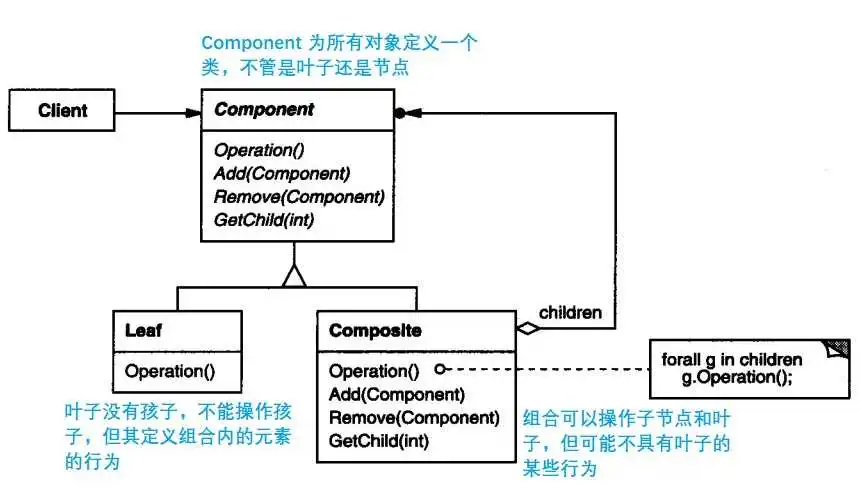 Component 为所有对象定义一个
类，不管是叶子还是节点
Client
Component
Operation()
Add(Component)
Remove(Component)
GetChild(int)
Leaf
Operation()
Composite
Operation()
Add(Component)
Remove(Component)
GetChild(int)
children
forall g in children
g.Operation();
叶子没有孩子，不能操作孩
子，但其定义组合内的元素
的行为
组合可以操作子节点和叶
子，但可能不具有叶子的
某些行为